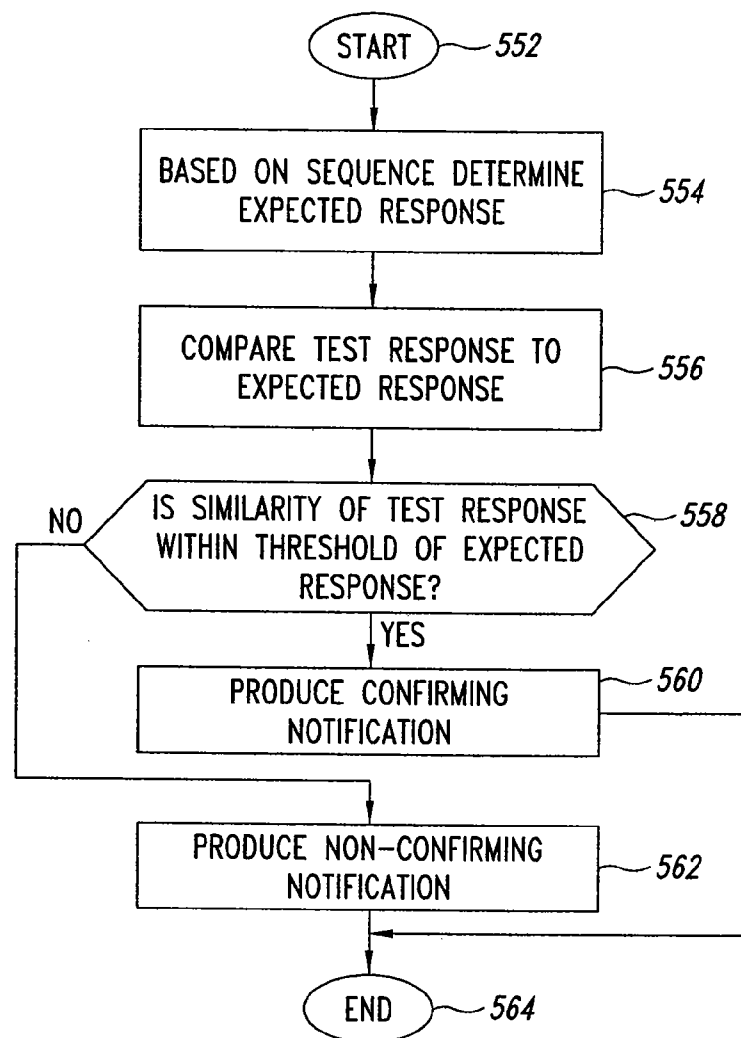 START
552
BASED ON SEQUENCE DETERMINE
EXPECTED RESPONSE
554
COMPARE TEST RESPONSE TO
EXPECTED RESPONSE
556
NO
IS SIMILARITY OF TEST RESPONSE
WITHIN THRESHOLD OF EXPECTED
RESPONSE?
558
YES
PRODUCE CONFIRMING
NOTIFICATION
560
PRODUCE NON-CONFIRMING
NOTIFICATION
562
END
564